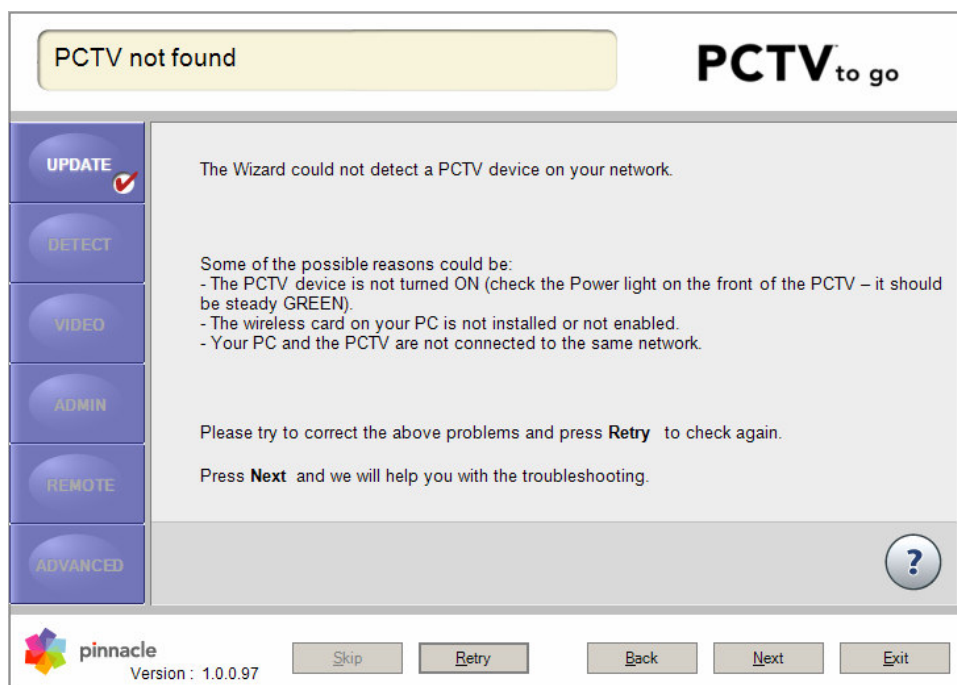 PCTV not found
PCTV to go
UPDATE
DETECT
VIDEO
ADMIN
REMOTE
ADVANCED
The Wizard could not detect a PCTV device on your network.
Some of the possible reasons could be:
- The PCTV device is not turned ON (check the Power light on the front of the PCTV – it should
be steady GREEN).
- The wireless card on your PC is not installed or not enabled.
- Your PC and the PCTV are not connected to the same network.
Please try to correct the above problems and press Retry to check again.
Press Next and we will help you with the troubleshooting.
?
pinnacle
Version : 1.0.0.97
Skip
Retry
Back
Next
Exit